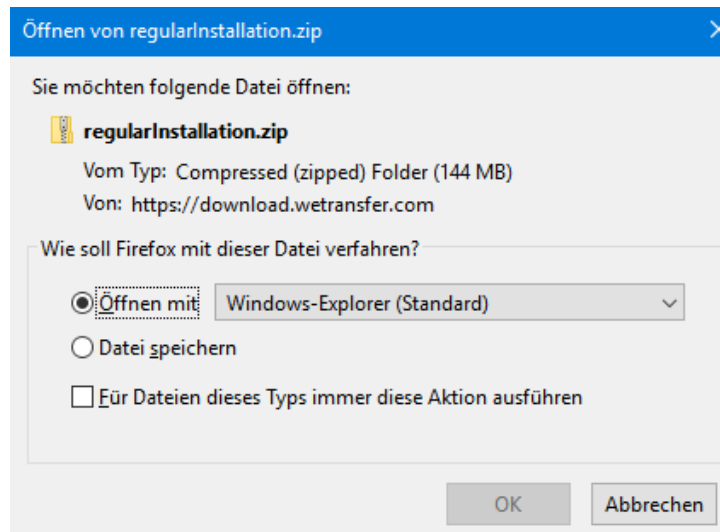 Öffnen von regularInstallation.zip
Sie möchten folgende Datei öffnen:
regularInstallation.zip
Vom Typ: Compressed (zipped) Folder (144 MB)
Von: https://download.wetransfer.com
Wie soll Firefox mit dieser Datei verfahren?
Öffnen mit Windows-Explorer (Standard)
Datei speichern
Für Dateien dieses Typs immer diese Aktion ausführen
OK Abbrechen